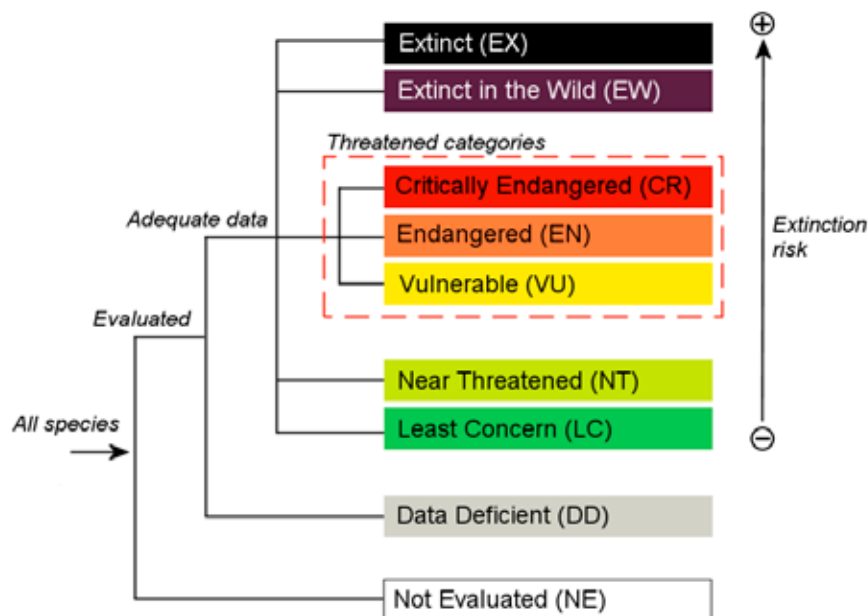 Extinct (EX)
Extinct in the Wild (EW)
Threatened categories
Critically Endangered (CR)
Adequate data
Endangered (EN)
Extinction
risk
Vulnerable (VU)
Evaluated
Near Threatened (NT)
All species
Least Concern (LC)
Data Deficient (DD)
Not Evaluated (NE)